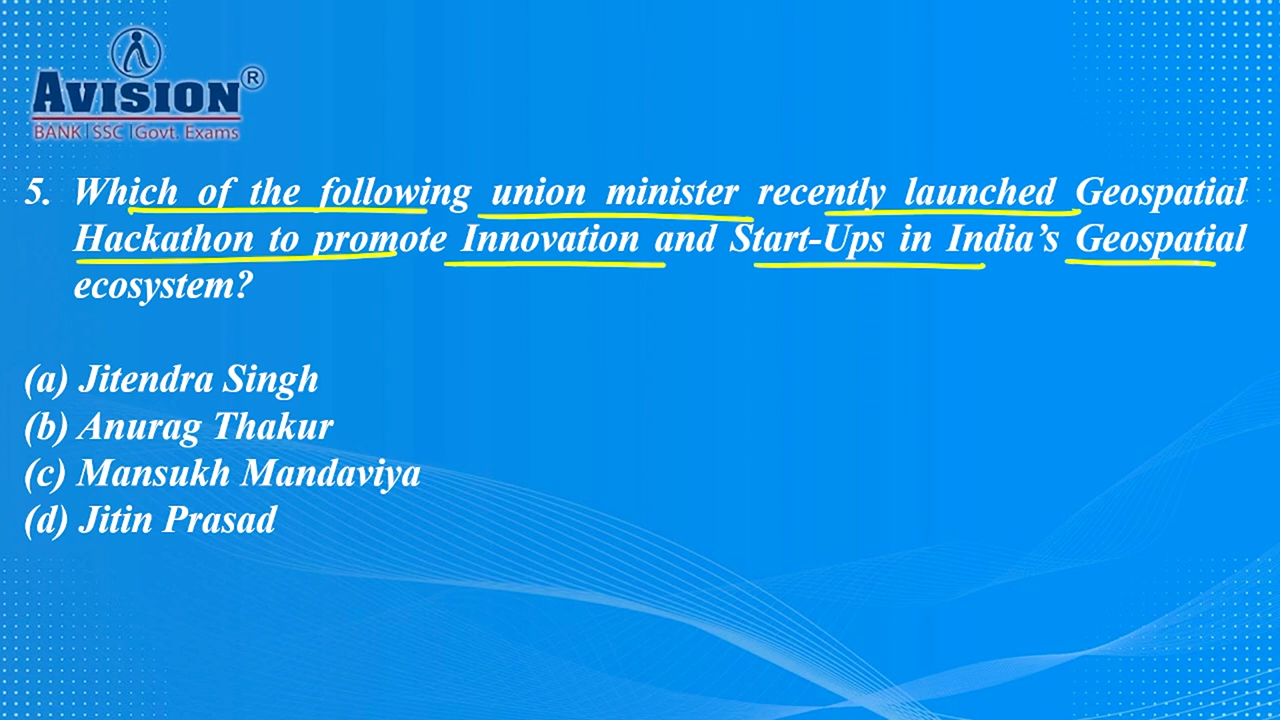 AVISION®
BANK | SSC | Govt. Exams
5. Which of the following union minister recently launched Geospatial
Hackathon to promote Innovation and Start-Ups in India's Geospatial
ecosystem?
(a) Jitendra Singh
(b) Anurag Thakur
(c) Mansukh Mandaviya
(d) Jitin Prasad